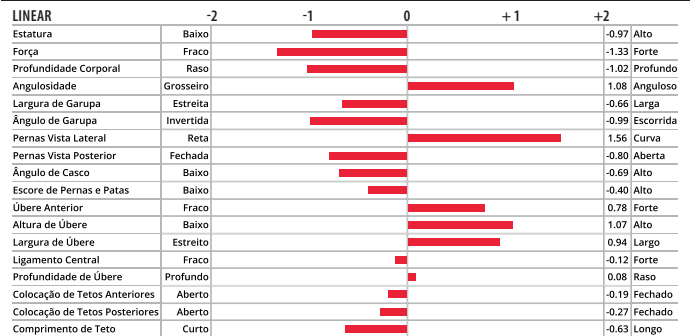 LINEAR -2 -1 0 + 1 +2
Estatura Baixo -0.97 Alto
Força Fraco -1.33 Forte
Profundidade Corporal Raso -1.02 Profundo
Angulosidade Grosseiro 1.08 Anguloso
Largura de Garupa Estreita -0.66 Larga
Ângulo de Garupa Invertida -0.99 Escorrida
Pernas Vista Lateral Reta 1.56 Curva
Pernas Vista Posterior Fechada -0.80 Aberta
Ângulo de Casco Baixo -0.69 Alto
Escore de Pernas e Patas Baixo -0.40 Alto
Úbere Anterior Fraco 0.78 Forte
Altura de Úbere Baixo 1.07 Alto
Largura de Úbere Estreito 0.94 Largo
Ligamento Central Fraco -0.12 Forte
Profundidade de Úbere Profundo 0.08 Raso
Colocação de Tetos Anteriores Aberto -0.19 Fechado
Colocação de Tetos Posteriores Aberto -0.27 Fechado
Comprimento de Teto Curto -0.63 Longo